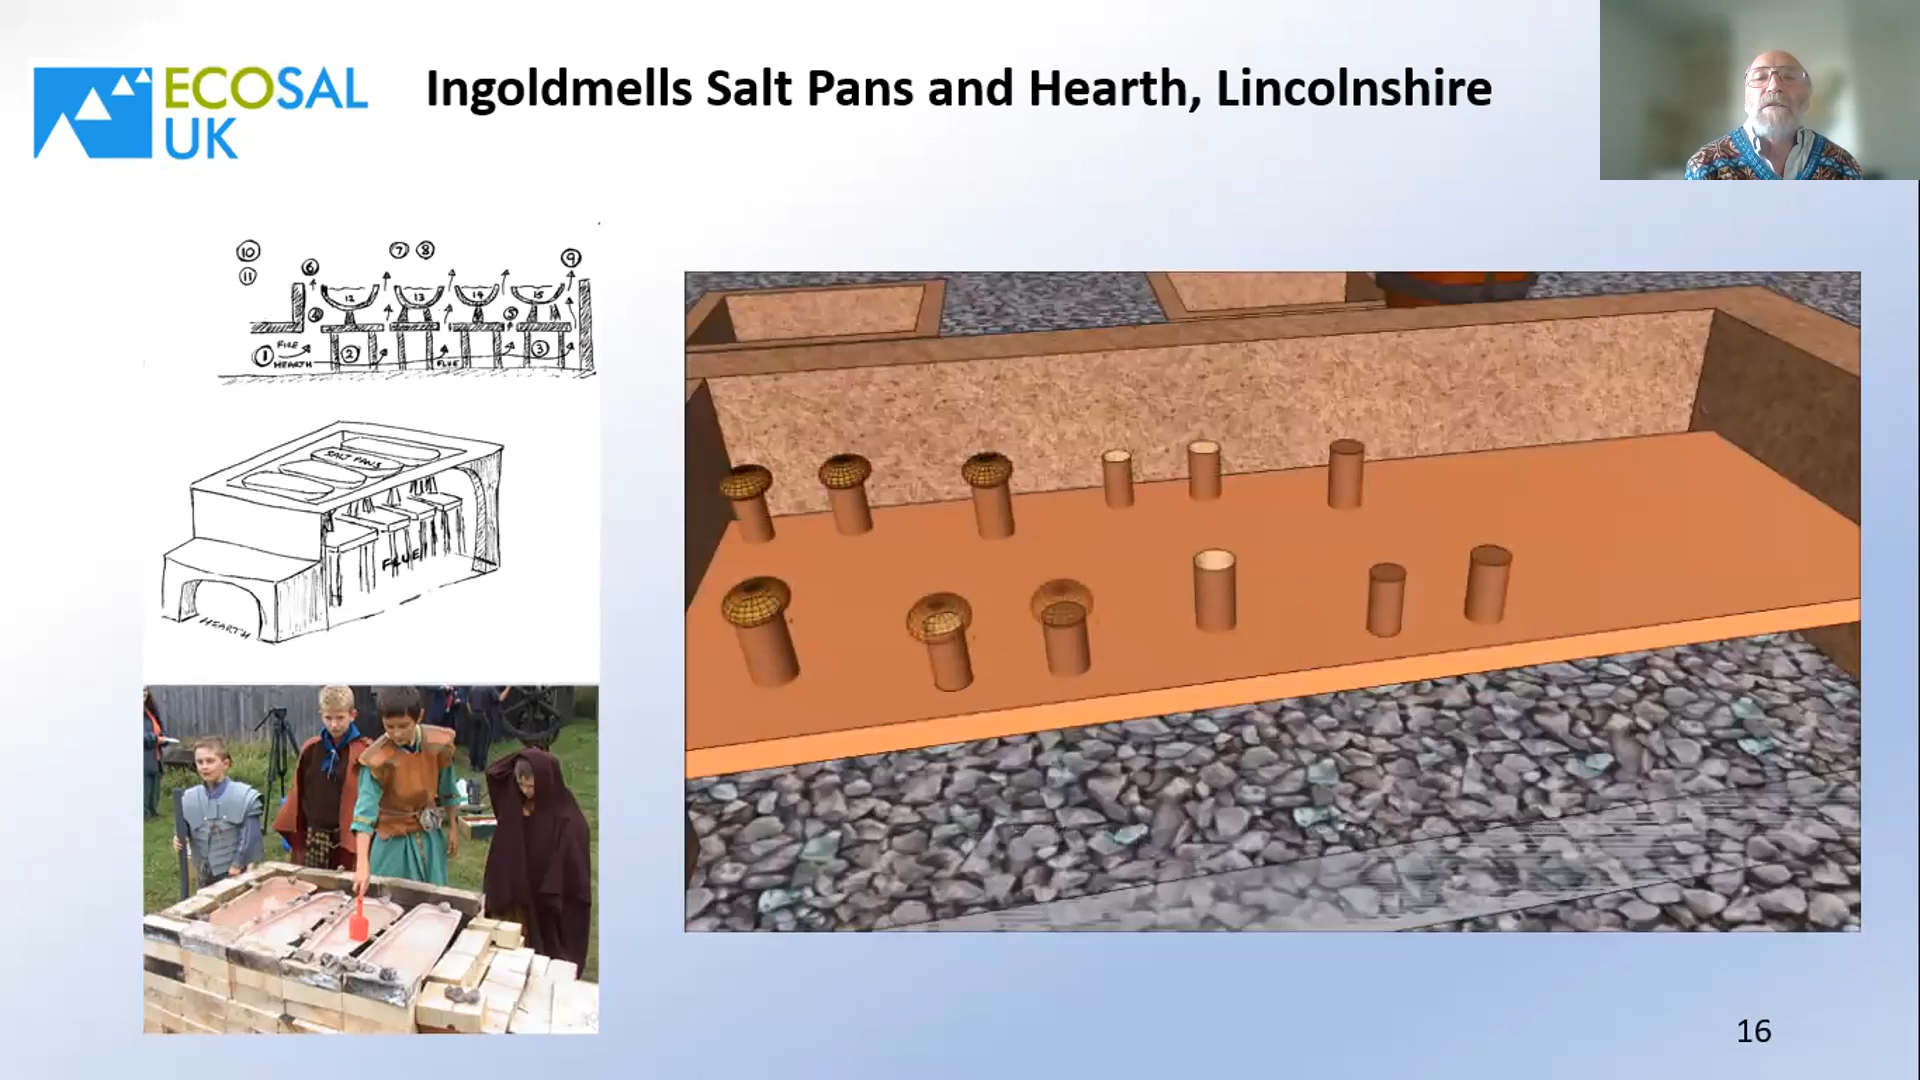 ECOSAL
UK
Ingoldmells Salt Pans and Hearth, Lincolnshire
10
11
6
7
8
9
12
13
14
15
5
FIRE
1
2
3
HEARTH
FLUE
SALT PANS
FLUE
HEARTH
16